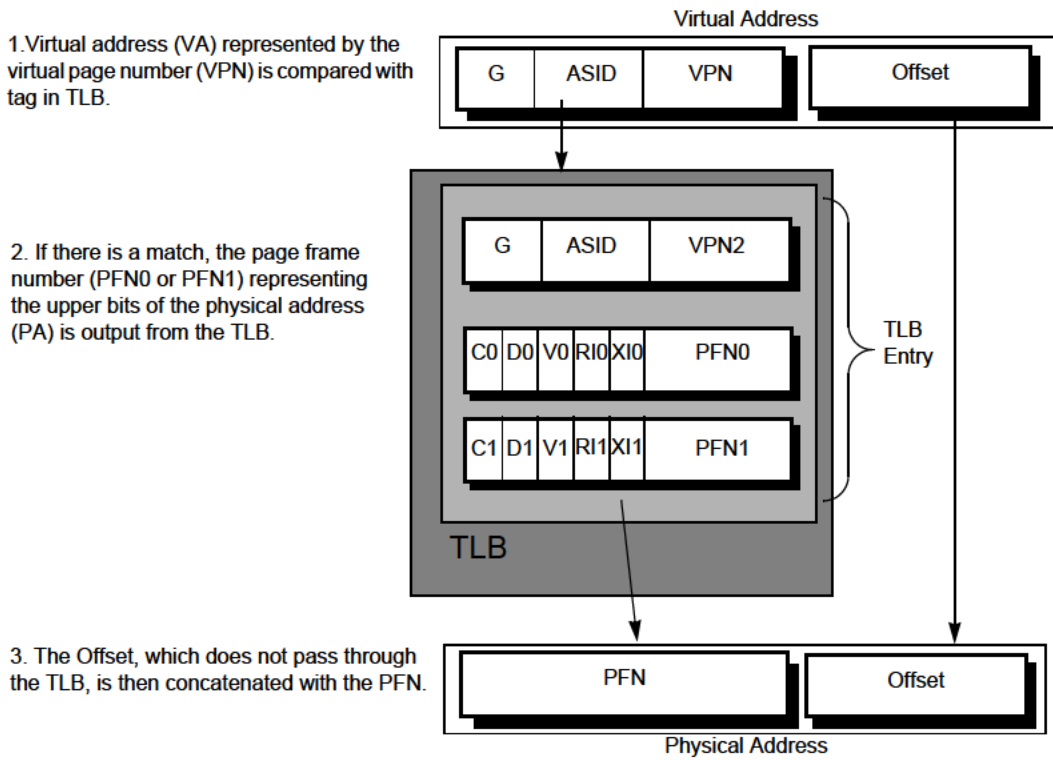 Virtual Address
1.Virtual address (VA) represented by the
virtual page number (VPN) is compared with
tag in TLB.
G ASID VPN Offset
2. If there is a match, the page frame
number (PFN0 or PFN1) representing
the upper bits of the physical address
(PA) is output from the TLB.
G ASID VPN2
C0 D0 V0 RI0 XI0 PFN0
C1 D1 V1 RI1 XI1 PFN1
TLB
Entry
TLB
3. The Offset, which does not pass through
the TLB, is then concatenated with the PFN.
PFN Offset
Physical Address